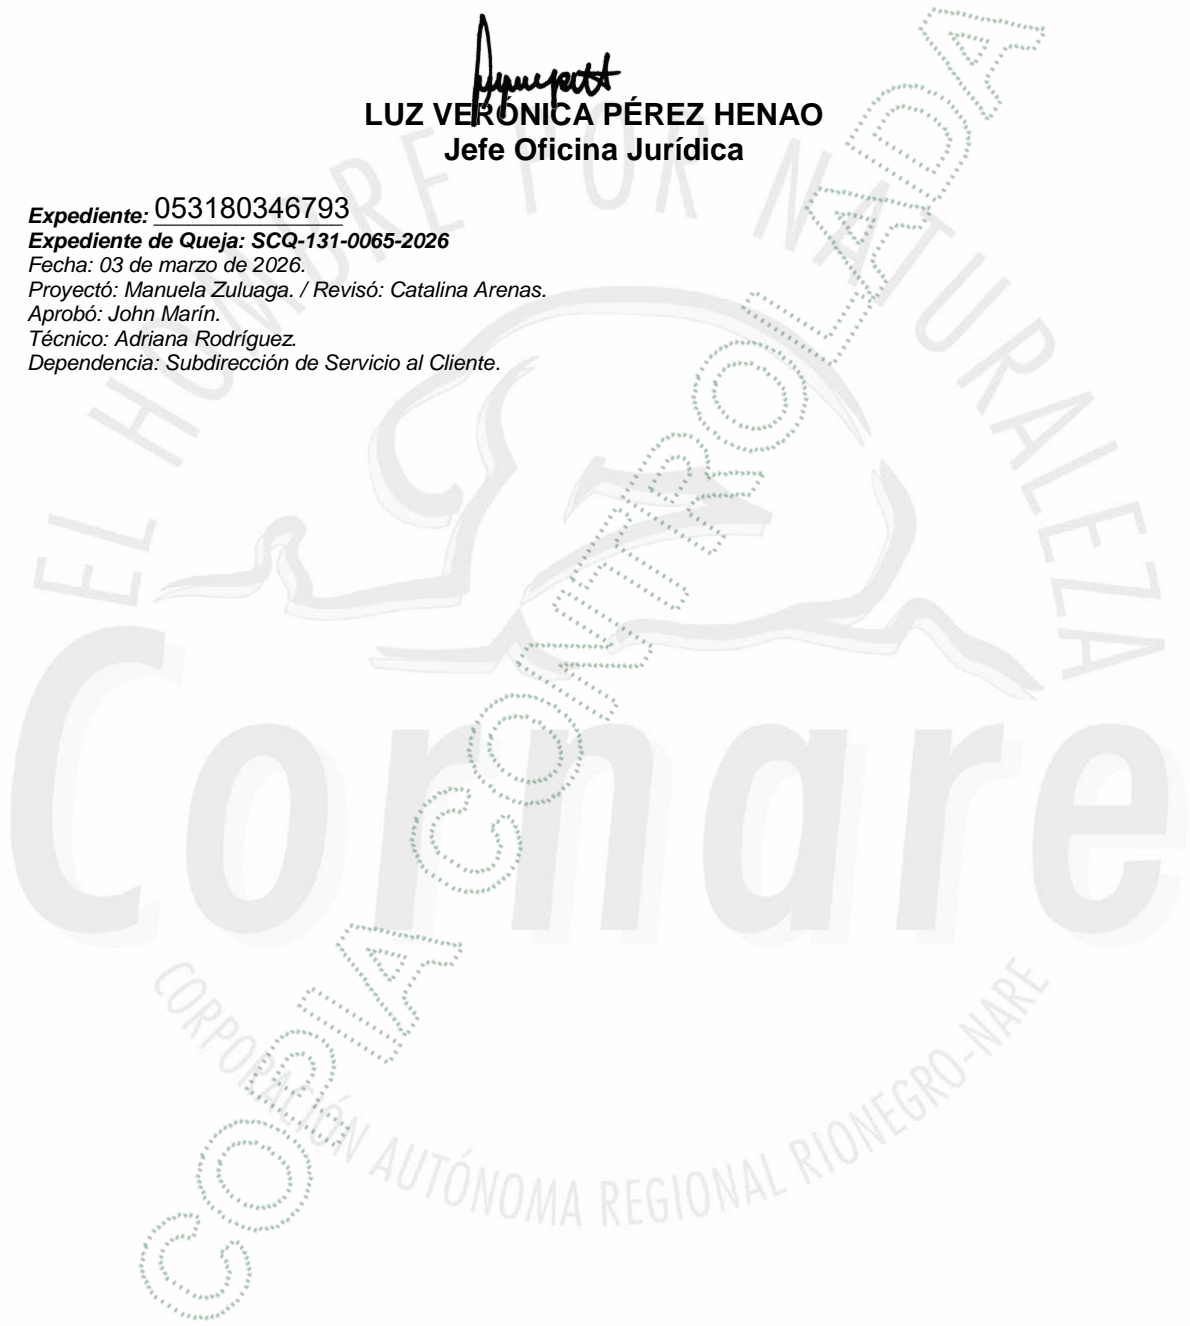 LUZ VERÓNICA PÉREZ HENAO
Jefe Oficina Jurídica
Expediente: 053180346793
Expediente de Queja: SCQ-131-0065-2026
Fecha: 03 de marzo de 2026.
Proyectó: Manuela Zuluaga. / Revisó: Catalina Arenas.
Aprobó: John Marín.
Técnico: Adriana Rodríguez.
Dependencia: Subdirección de Servicio al Cliente.
EL HOMBRE POR NATURALEZA
Cornare
CORPORACIÓN AUTÓNOMA REGIONAL RIONEGRO-NARE
COPIA CONTROLADA